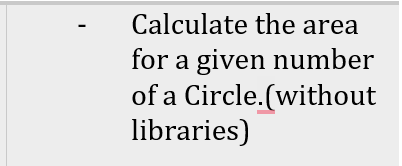 - Calculate the area
for a given number
of a Circle.(without
libraries)